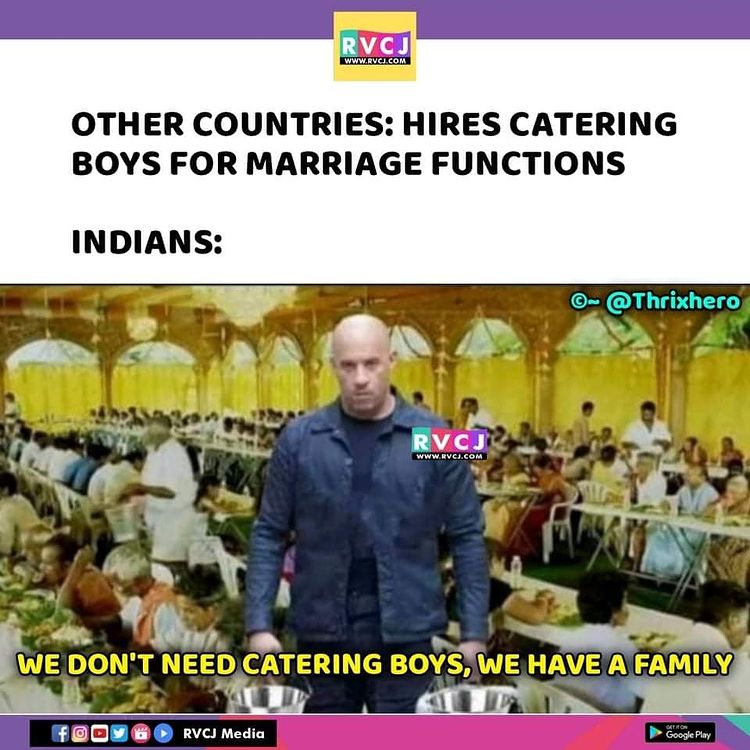 RVCJ
WWW.RVCJ.COM
OTHER COUNTRIES: HIRES CATERING
BOYS FOR MARRIAGE FUNCTIONS
INDIANS:
©~ @Thrixhero
RVCJ
WWW.RVCJ.COM
WE DON'T NEED CATERING BOYS, WE HAVE A FAMILY
RVCJ Media
GET IT ON
Google Play